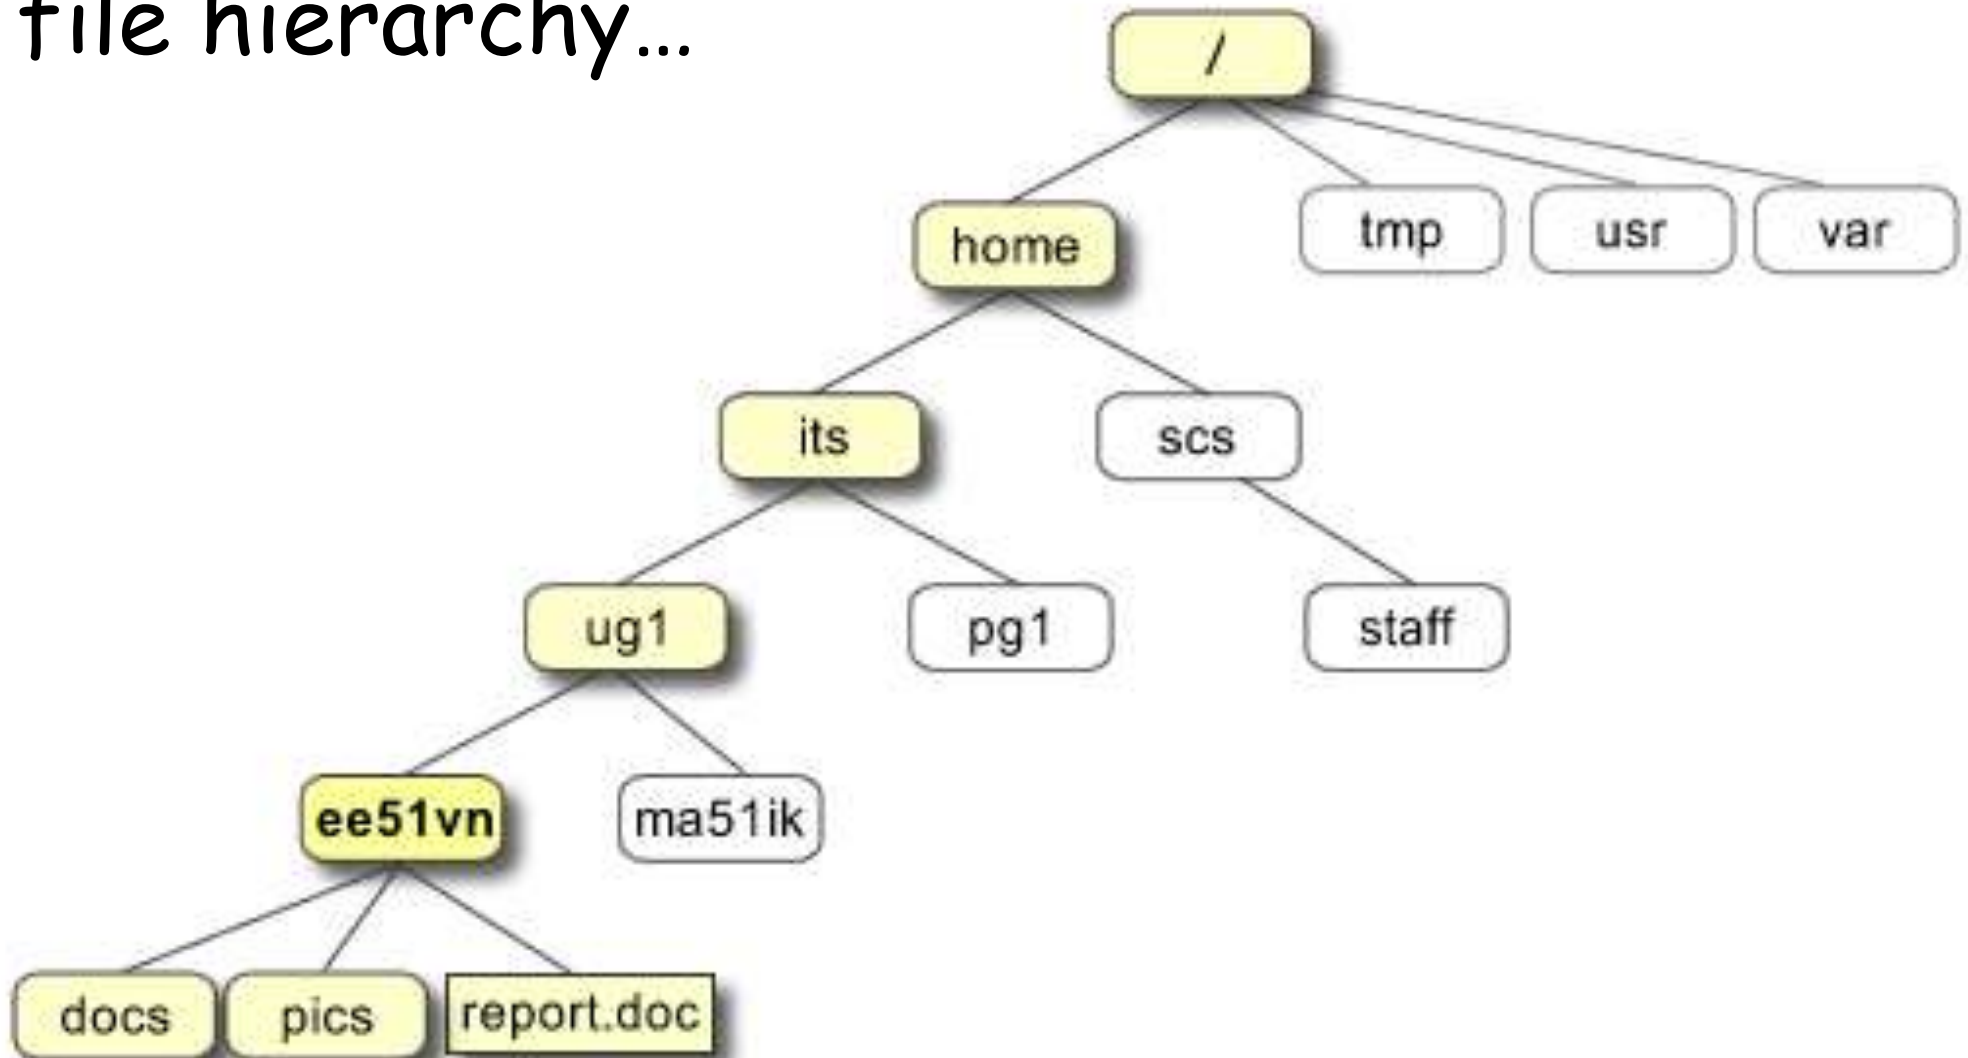 file hierarchy...
/
home
tmp
usr
var
its
scs
ug1
pg1
staff
ee51vn
ma51ik
docs
pics
report.doc